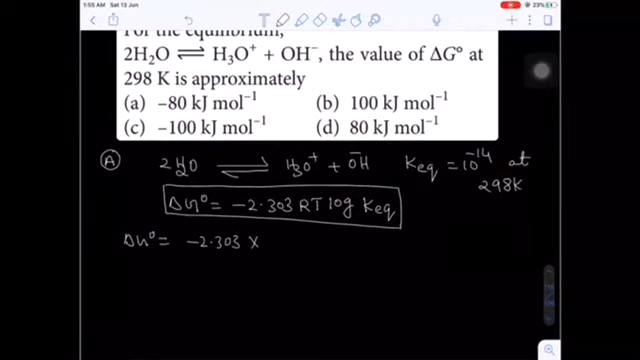 1:55 AM Sat 13 Jun
23%
For the equilibrium,
2H₂O ⇌ H₃O⁺ + OH⁻, the value of ΔG° at
298 K is approximately
(a) –80 kJ mol⁻¹ (b) 100 kJ mol⁻¹
(c) –100 kJ mol⁻¹ (d) 80 kJ mol⁻¹
(A) 2H₂O ⇌ H₃O⁺ + OH⁻ Keq = 10⁻¹⁴ at
298K
ΔG° = -2.303 RT log Keq
ΔG° = -2.303 ×